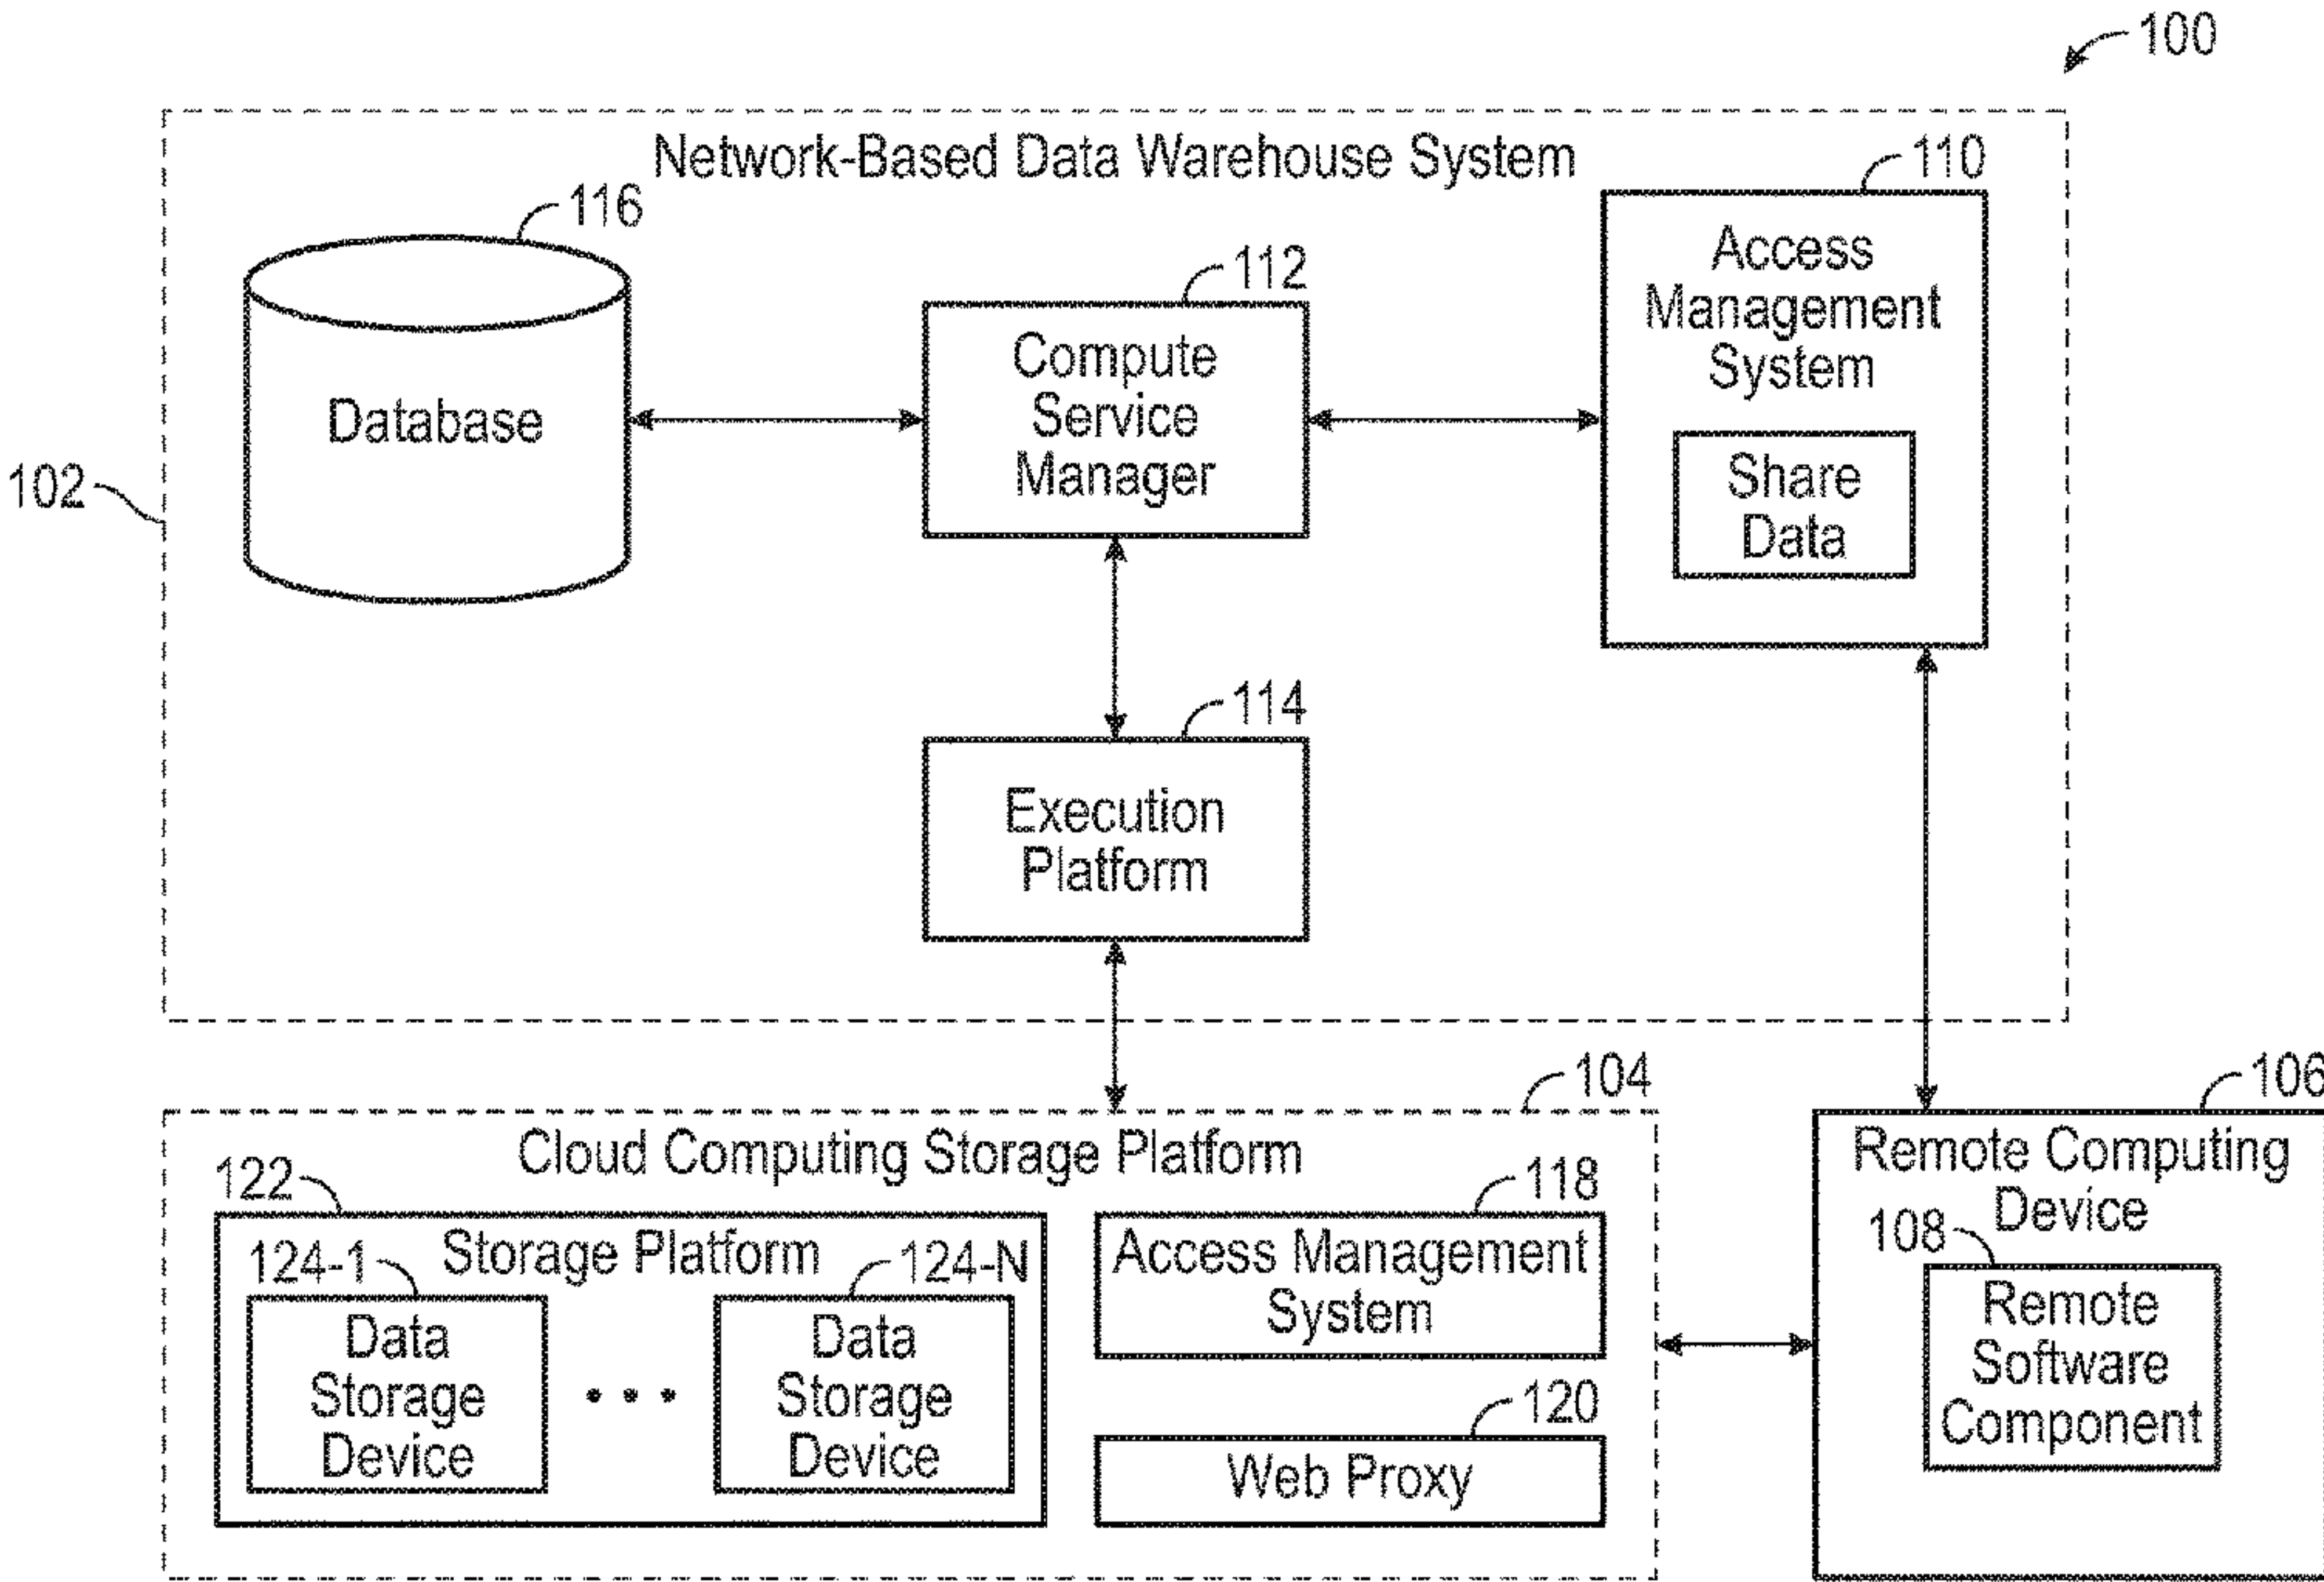 100
Network-Based Data Warehouse System
110
116
Access
Management
System
112
Compute
Service
Manager
Database
Share
Data
102
114
Execution
Platform
104
106
Cloud Computing Storage Platform
Remote Computing
Device
122
118
Storage Platform
Access Management
System
124-1
124-N
108
Data
Storage
Device
• • •
Data
Storage
Device
Remote
Software
Component
120
Web Proxy